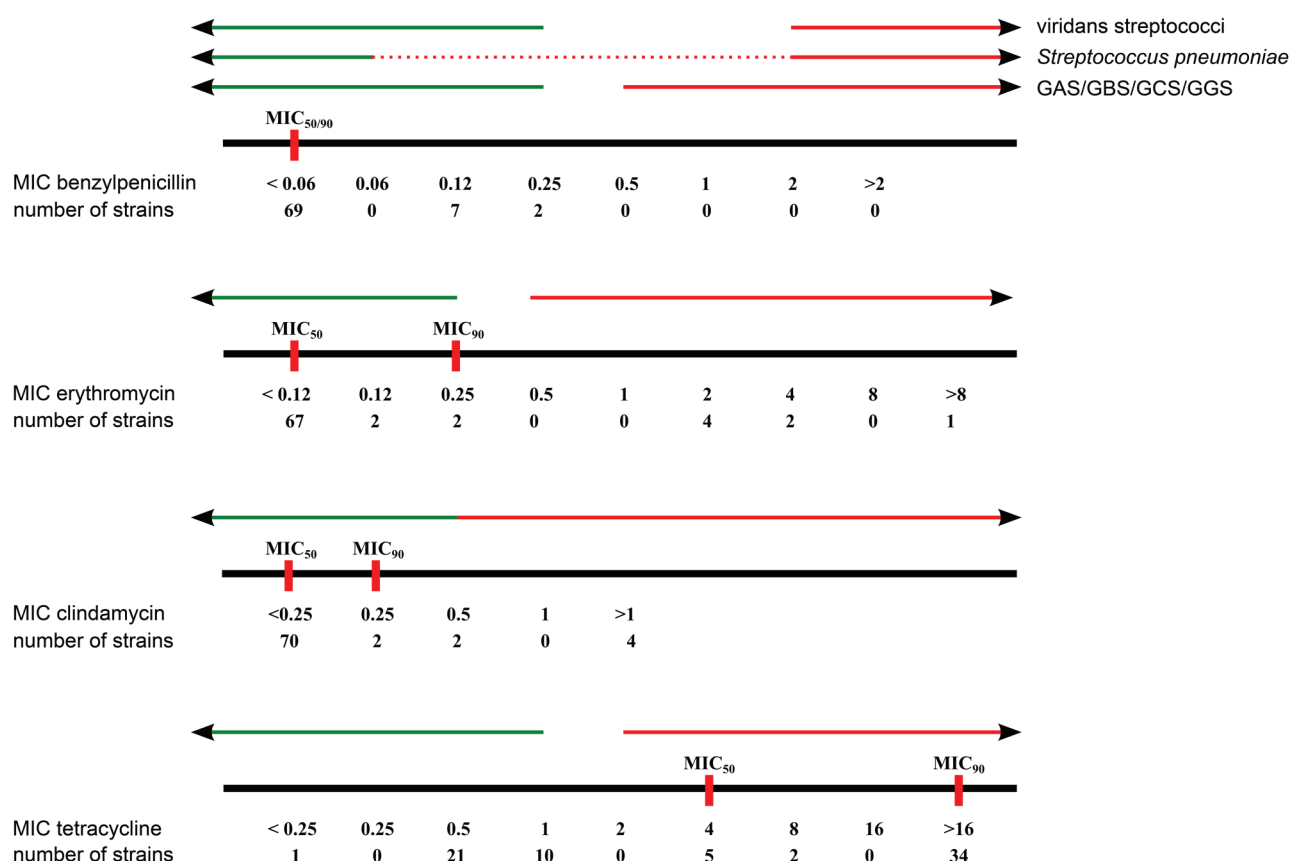 viridans streptococci
Streptococcus pneumoniae
GAS/GBS/GCS/GGS
MIC50/90
MIC benzylpenicillin < 0.06 0.06 0.12 0.25 0.5 1 2 >2
number of strains 69 0 7 2 0 0 0 0
MIC50 MIC90
MIC erythromycin < 0.12 0.12 0.25 0.5 1 2 4 8 >8
number of strains 67 2 2 0 0 4 2 0 1
MIC50 MIC90
MIC clindamycin <0.25 0.25 0.5 1 >1
number of strains 70 2 2 0 4
MIC50 MIC90
MIC tetracycline < 0.25 0.25 0.5 1 2 4 8 16 >16
number of strains 1 0 21 10 0 5 2 0 34